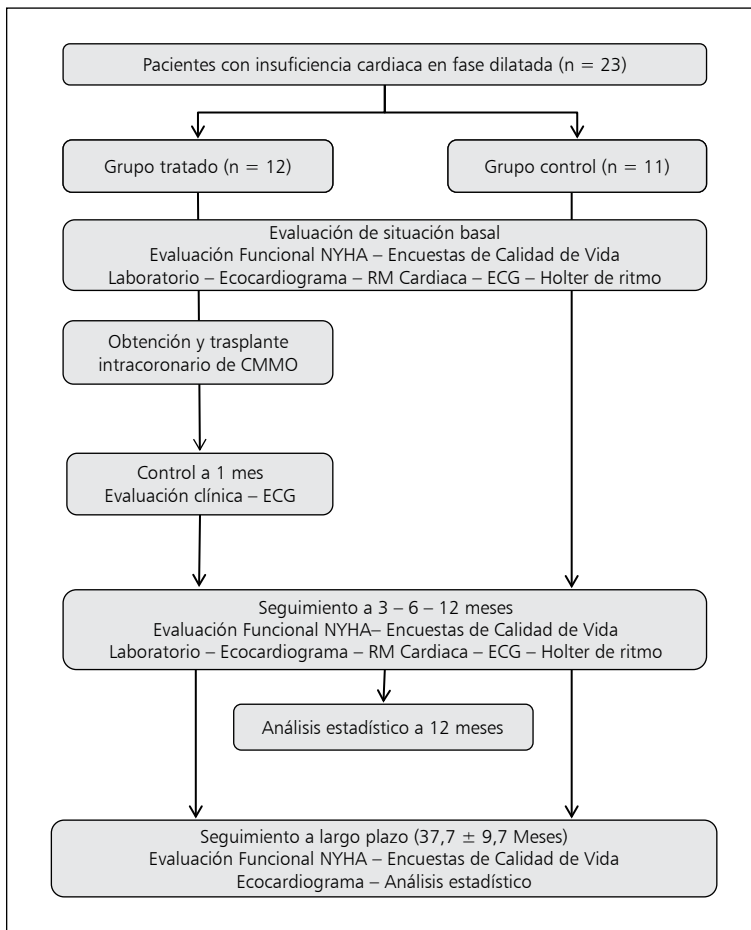 Pacientes con insuficiencia cardiaca en fase dilatada (n = 23)
Grupo tratado (n = 12)
Grupo control (n = 11)
Evaluación de situación basal
Evaluación Funcional NYHA – Encuestas de Calidad de Vida
Laboratorio – Ecocardiograma – RM Cardiaca – ECG – Holter de ritmo
Obtención y trasplante
intracoronario de CMMO
Control a 1 mes
Evaluación clínica – ECG
Seguimiento a 3 – 6 – 12 meses
Evaluación Funcional NYHA– Encuestas de Calidad de Vida
Laboratorio – Ecocardiograma – RM Cardiaca – ECG – Holter de ritmo
Análisis estadístico a 12 meses
Seguimiento a largo plazo (37,7 ± 9,7 Meses)
Evaluación Funcional NYHA – Encuestas de Calidad de Vida
Ecocardiograma – Análisis estadístico